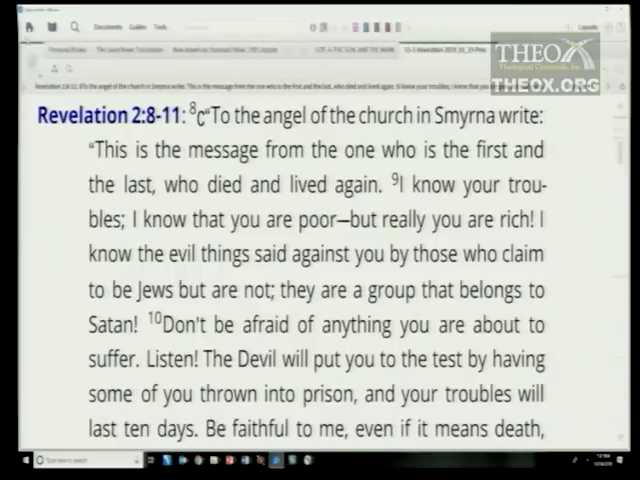 Documents Guides Tools
Layouts
THEOX
THEOX.ORG
Revelation 2:8-11: 8C“To the angel of the church in Smyrna write:
“This is the message from the one who is the first and
the last, who died and lived again. 9I know your trou-
bles; I know that you are poor—but really you are rich! I
know the evil things said against you by those who claim
to be Jews but are not; they are a group that belongs to
Satan! 10Don't be afraid of anything you are about to
suffer. Listen! The Devil will put you to the test by having
some of you thrown into prison, and your troubles will
last ten days. Be faithful to me, even if it means death,